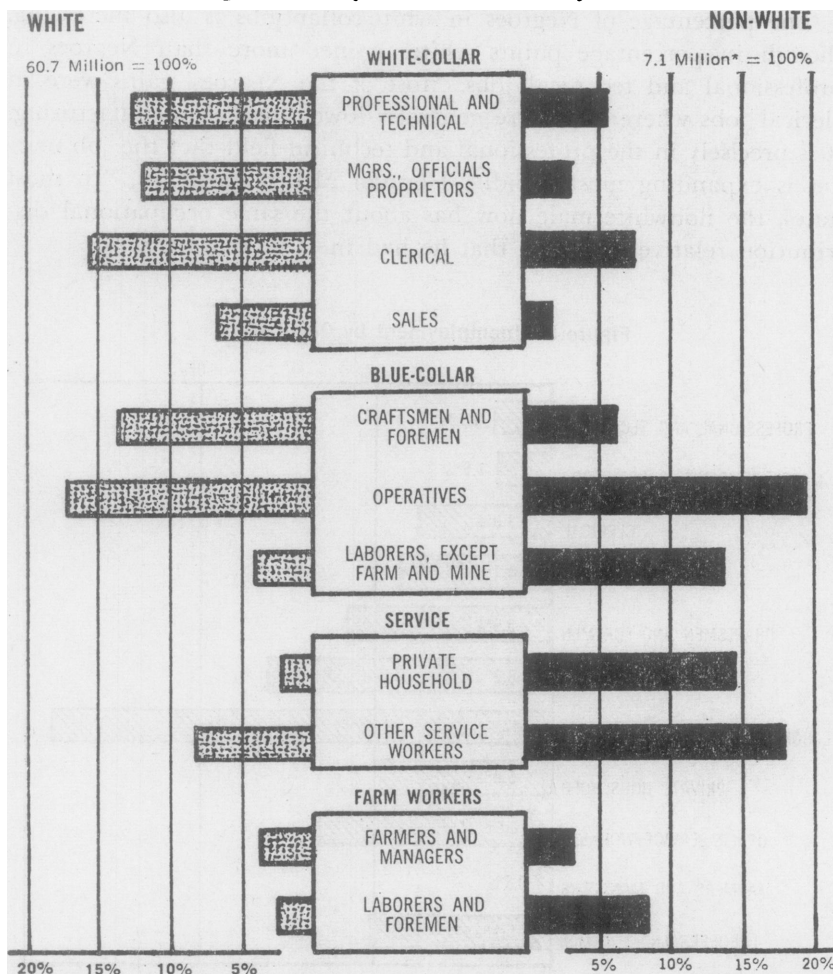 WHITE
NON-WHITE
60.7 Million = 100%
7.1 Million* = 100%
WHITE-COLLAR
PROFESSIONAL AND
TECHNICAL
MGRS., OFFICIALS
PROPRIETORS
CLERICAL
SALES
BLUE-COLLAR
CRAFTSMEN AND
FOREMEN
OPERATIVES
LABORERS, EXCEPT
FARM AND MINE
SERVICE
PRIVATE
HOUSEHOLD
OTHER SERVICE
WORKERS
FARM WORKERS
FARMERS AND
MANAGERS
LABORERS AND
FOREMEN
20% 15% 10% 5% 5% 10% 15% 20%